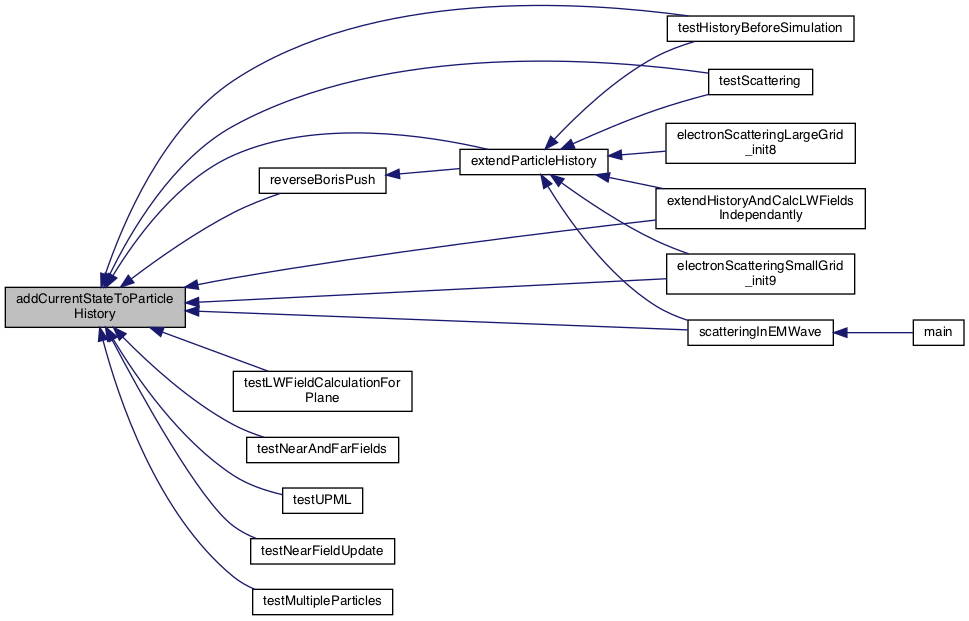 testHistoryBeforeSimulation
testScattering
electronScatteringLargeGrid
_init8
extendParticleHistory
reverseBorisPush
extendHistoryAndCalcLWFields
Independantly
electronScatteringSmallGrid
_init9
addCurrentStateToParticle
History
scatteringInEMWave
main
testLWFieldCalculationFor
Plane
testNearAndFarFields
testUPML
testNearFieldUpdate
testMultipleParticles